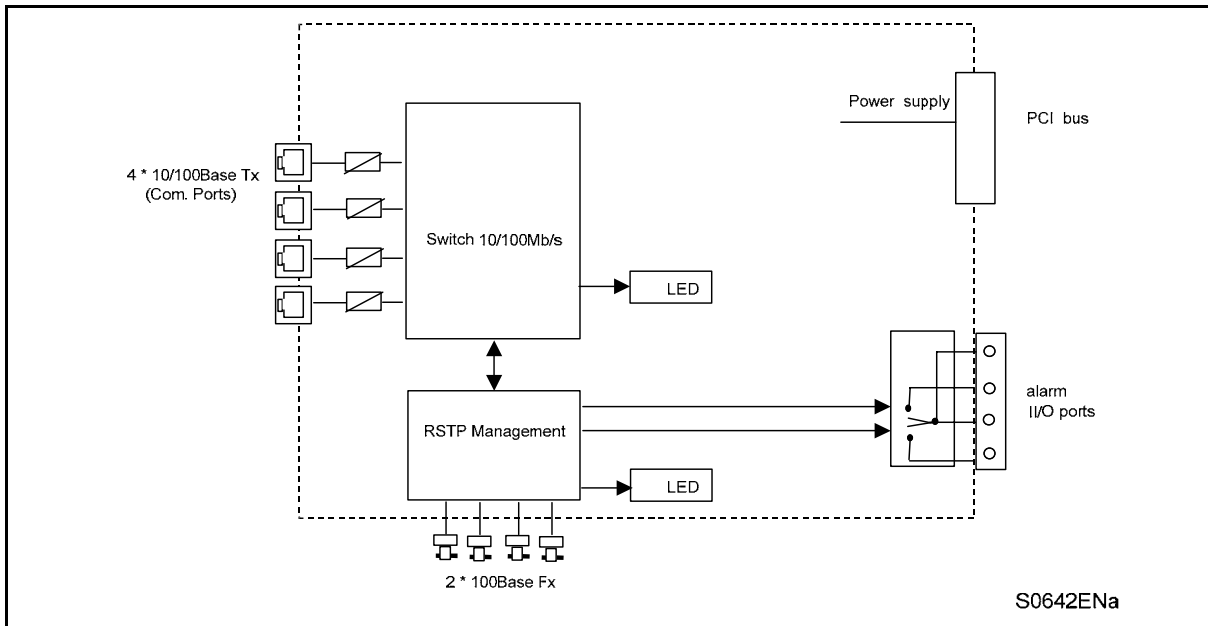 Power supply
PCI bus
4 * 10/100Base Tx
(Com. Ports)
Switch 10/100Mb/s
LED
alarm
II/O ports
RSTP Management
LED
2 * 100Base Fx
S0642ENa